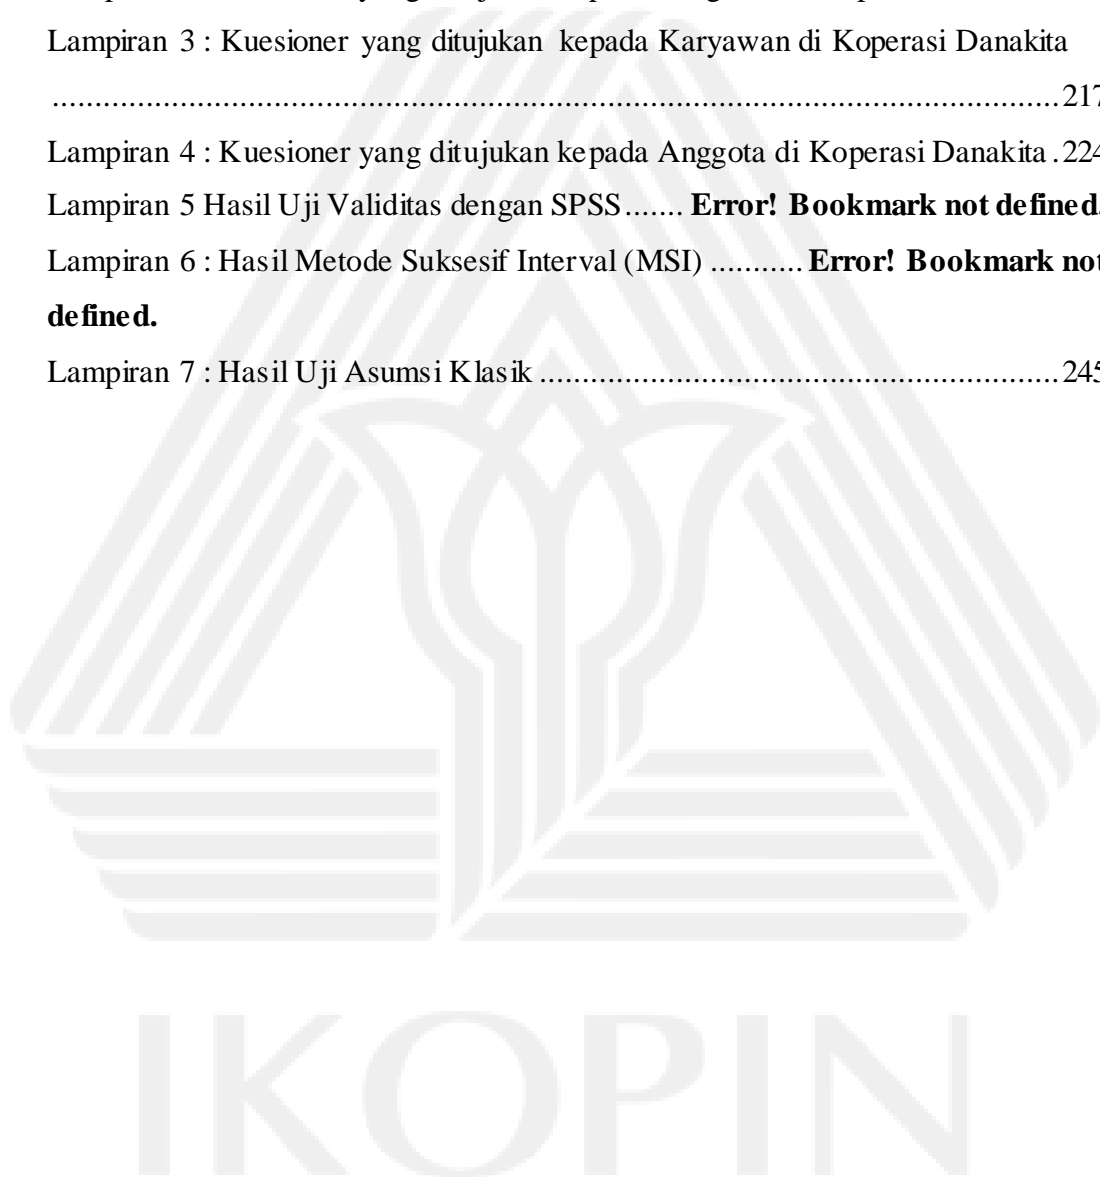 Lampiran 3 : Kuesioner yang ditujukan kepada Karyawan di Koperasi Danakita
........................................................................................................................217
Lampiran 4 : Kuesioner yang ditujukan kepada Anggota di Koperasi Danakita .224
Lampiran 5 Hasil Uji Validitas dengan SPSS....... Error! Bookmark not defined.
Lampiran 6 : Hasil Metode Suksesif Interval (MSI) ........... Error! Bookmark not
defined.
Lampiran 7 : Hasil Uji Asumsi Klasik .............................................................245
IKOPIN